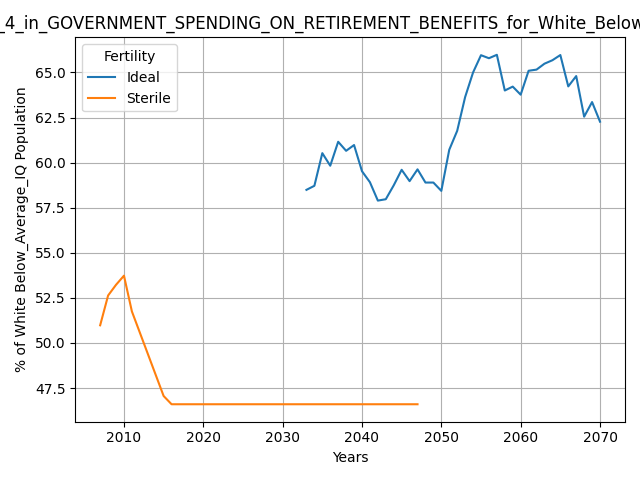 _4_in_GOVERNMENT_SPENDING_ON_RETIREMENT_BENEFITS_for_White_Below
Fertility
Ideal
Sterile
% of White Below_Average_IQ Population
65.0
62.5
60.0
57.5
55.0
52.5
50.0
47.5
2010 2020 2030 2040 2050 2060 2070
Years